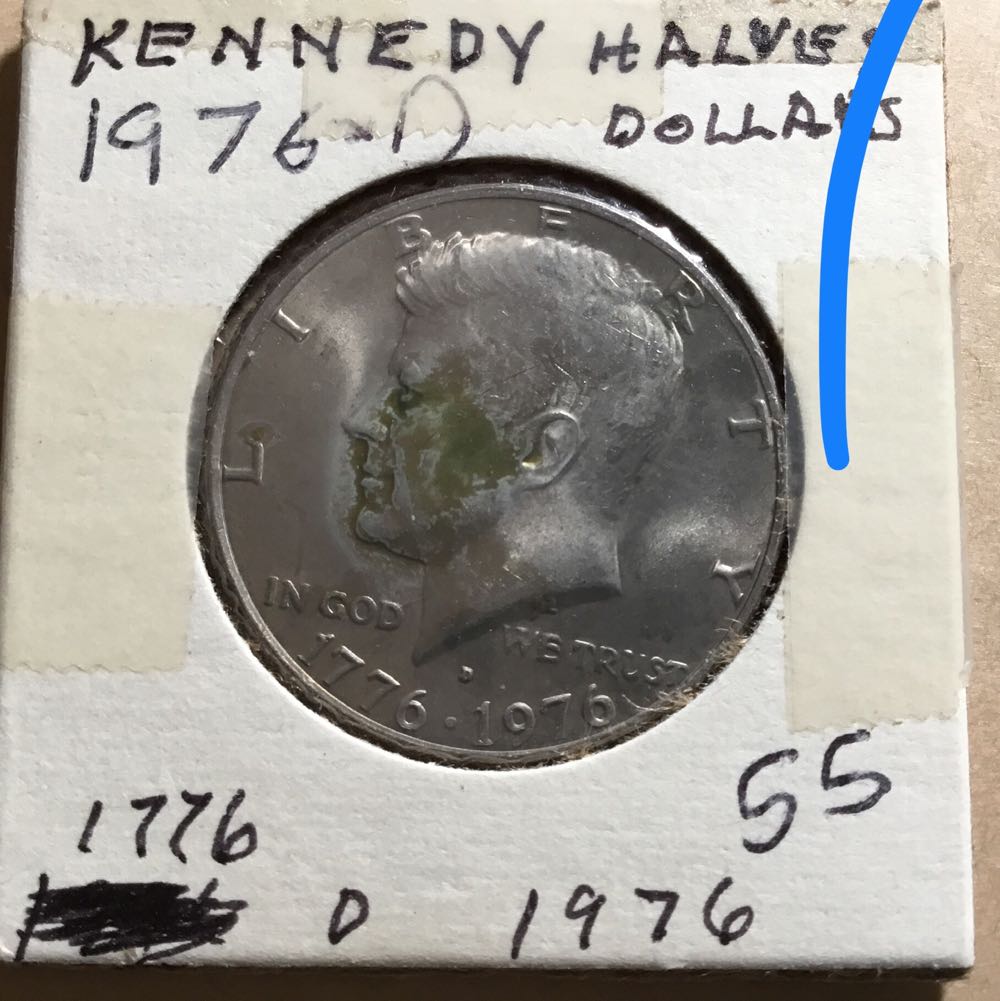 KENNEDY HALVES
1976-D DOLLARS
LIBERTY
IN GOD WE TRUST
D
1776 · 1976
55
1776
D 1976